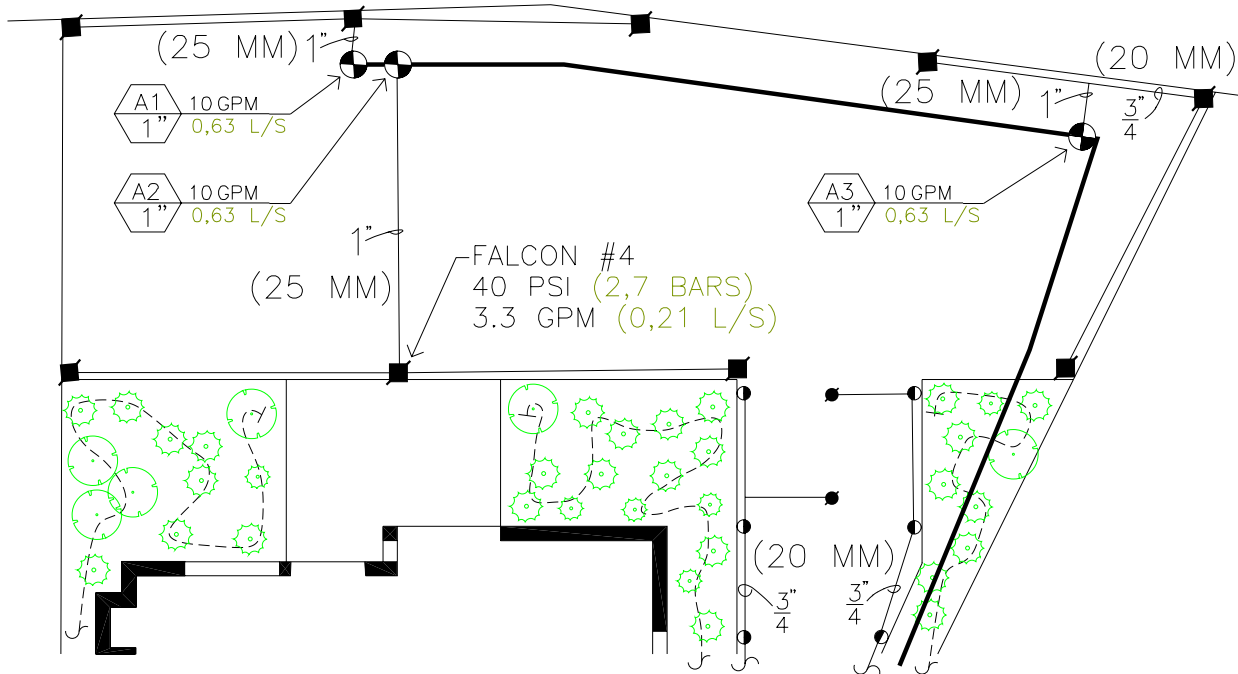 (25 MM) 1"
(20 MM)
(25 MM) 1"
3"
4
A1 10 GPM
1" 0,63 L/S
A2 10 GPM
1" 0,63 L/S
A3 10 GPM
1" 0,63 L/S
1"
(25 MM)
FALCON #4
40 PSI (2,7 BARS)
3.3 GPM (0,21 L/S)
(20 MM)
3"
4
3"
4